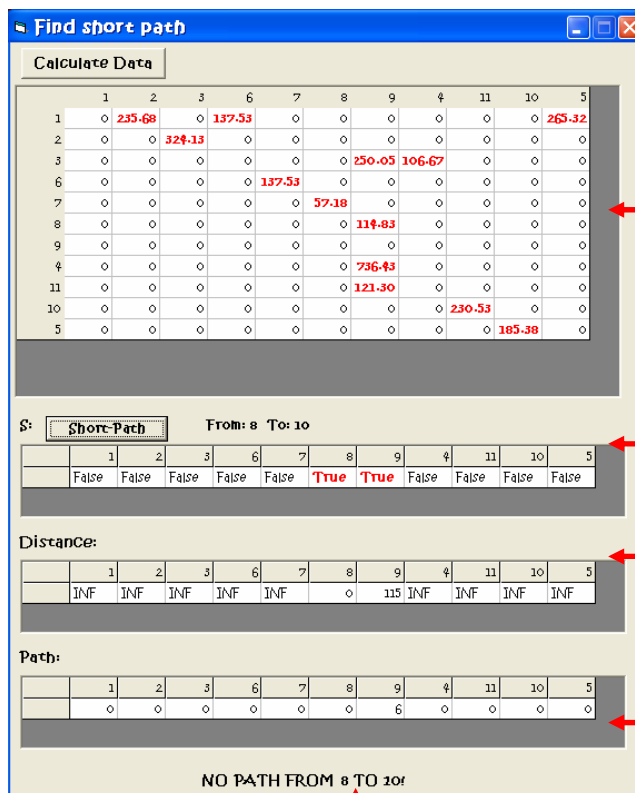 Find short path
Calculate Data
1 2 3 6 7 8 9 4 11 10 5
1 0 235.68 0 137.53 0 0 0 0 0 0 265.32
2 0 0 324.13 0 0 0 0 0 0 0 0
3 0 0 0 0 0 0 250.05 106.67 0 0 0
6 0 0 0 0 137.53 0 0 0 0 0 0
7 0 0 0 0 0 57.18 0 0 0 0 0
8 0 0 0 0 0 0 114.83 0 0 0 0
9 0 0 0 0 0 0 0 0 0 0 0
4 0 0 0 0 0 0 736.43 0 0 0 0
11 0 0 0 0 0 0 121.30 0 0 0 0
10 0 0 0 0 0 0 0 0 230.53 0 0
5 0 0 0 0 0 0 0 0 0 185.38 0
S: Short-Path From: 8 To: 10
1 2 3 6 7 8 9 4 11 10 5
False False False False False True True False False False False
Distance:
1 2 3 6 7 8 9 4 11 10 5
INF INF INF INF INF 0 115 INF INF INF INF
Path:
1 2 3 6 7 8 9 4 11 10 5
0 0 0 0 0 0 6 0 0 0 0
NO PATH FROM 8 TO 10!